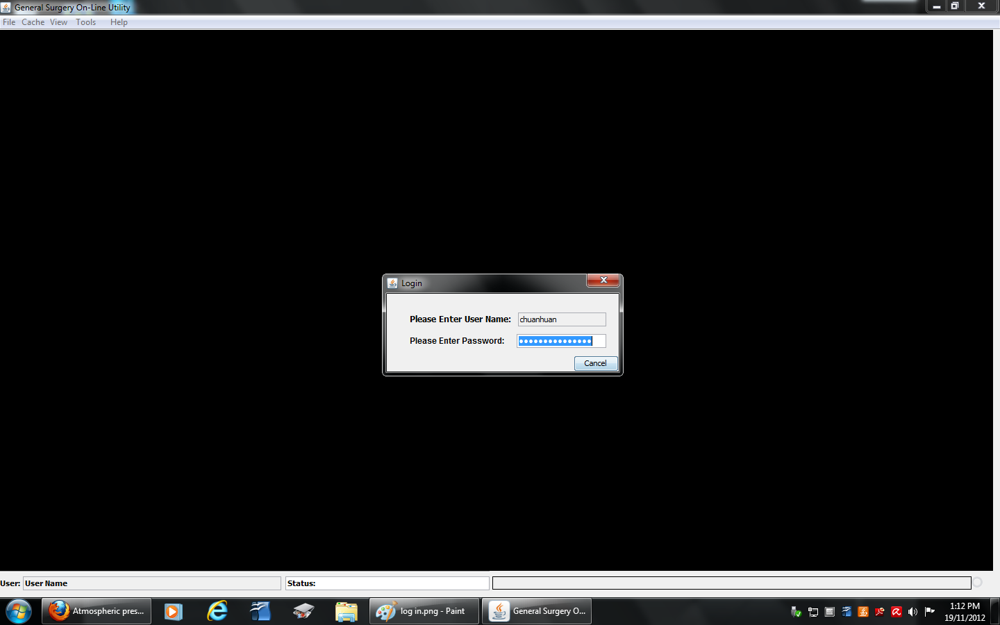 General Surgery On-Line Utility
File Cache View Tools Help
Login
Please Enter User Name: chuanhuan
Please Enter Password: ●●●●●●●●●●●●●●●
Cancel
User: User Name Status:
Atmospheric pres... log in.png - Paint General Surgery O... 1:12 PM
19/11/2012